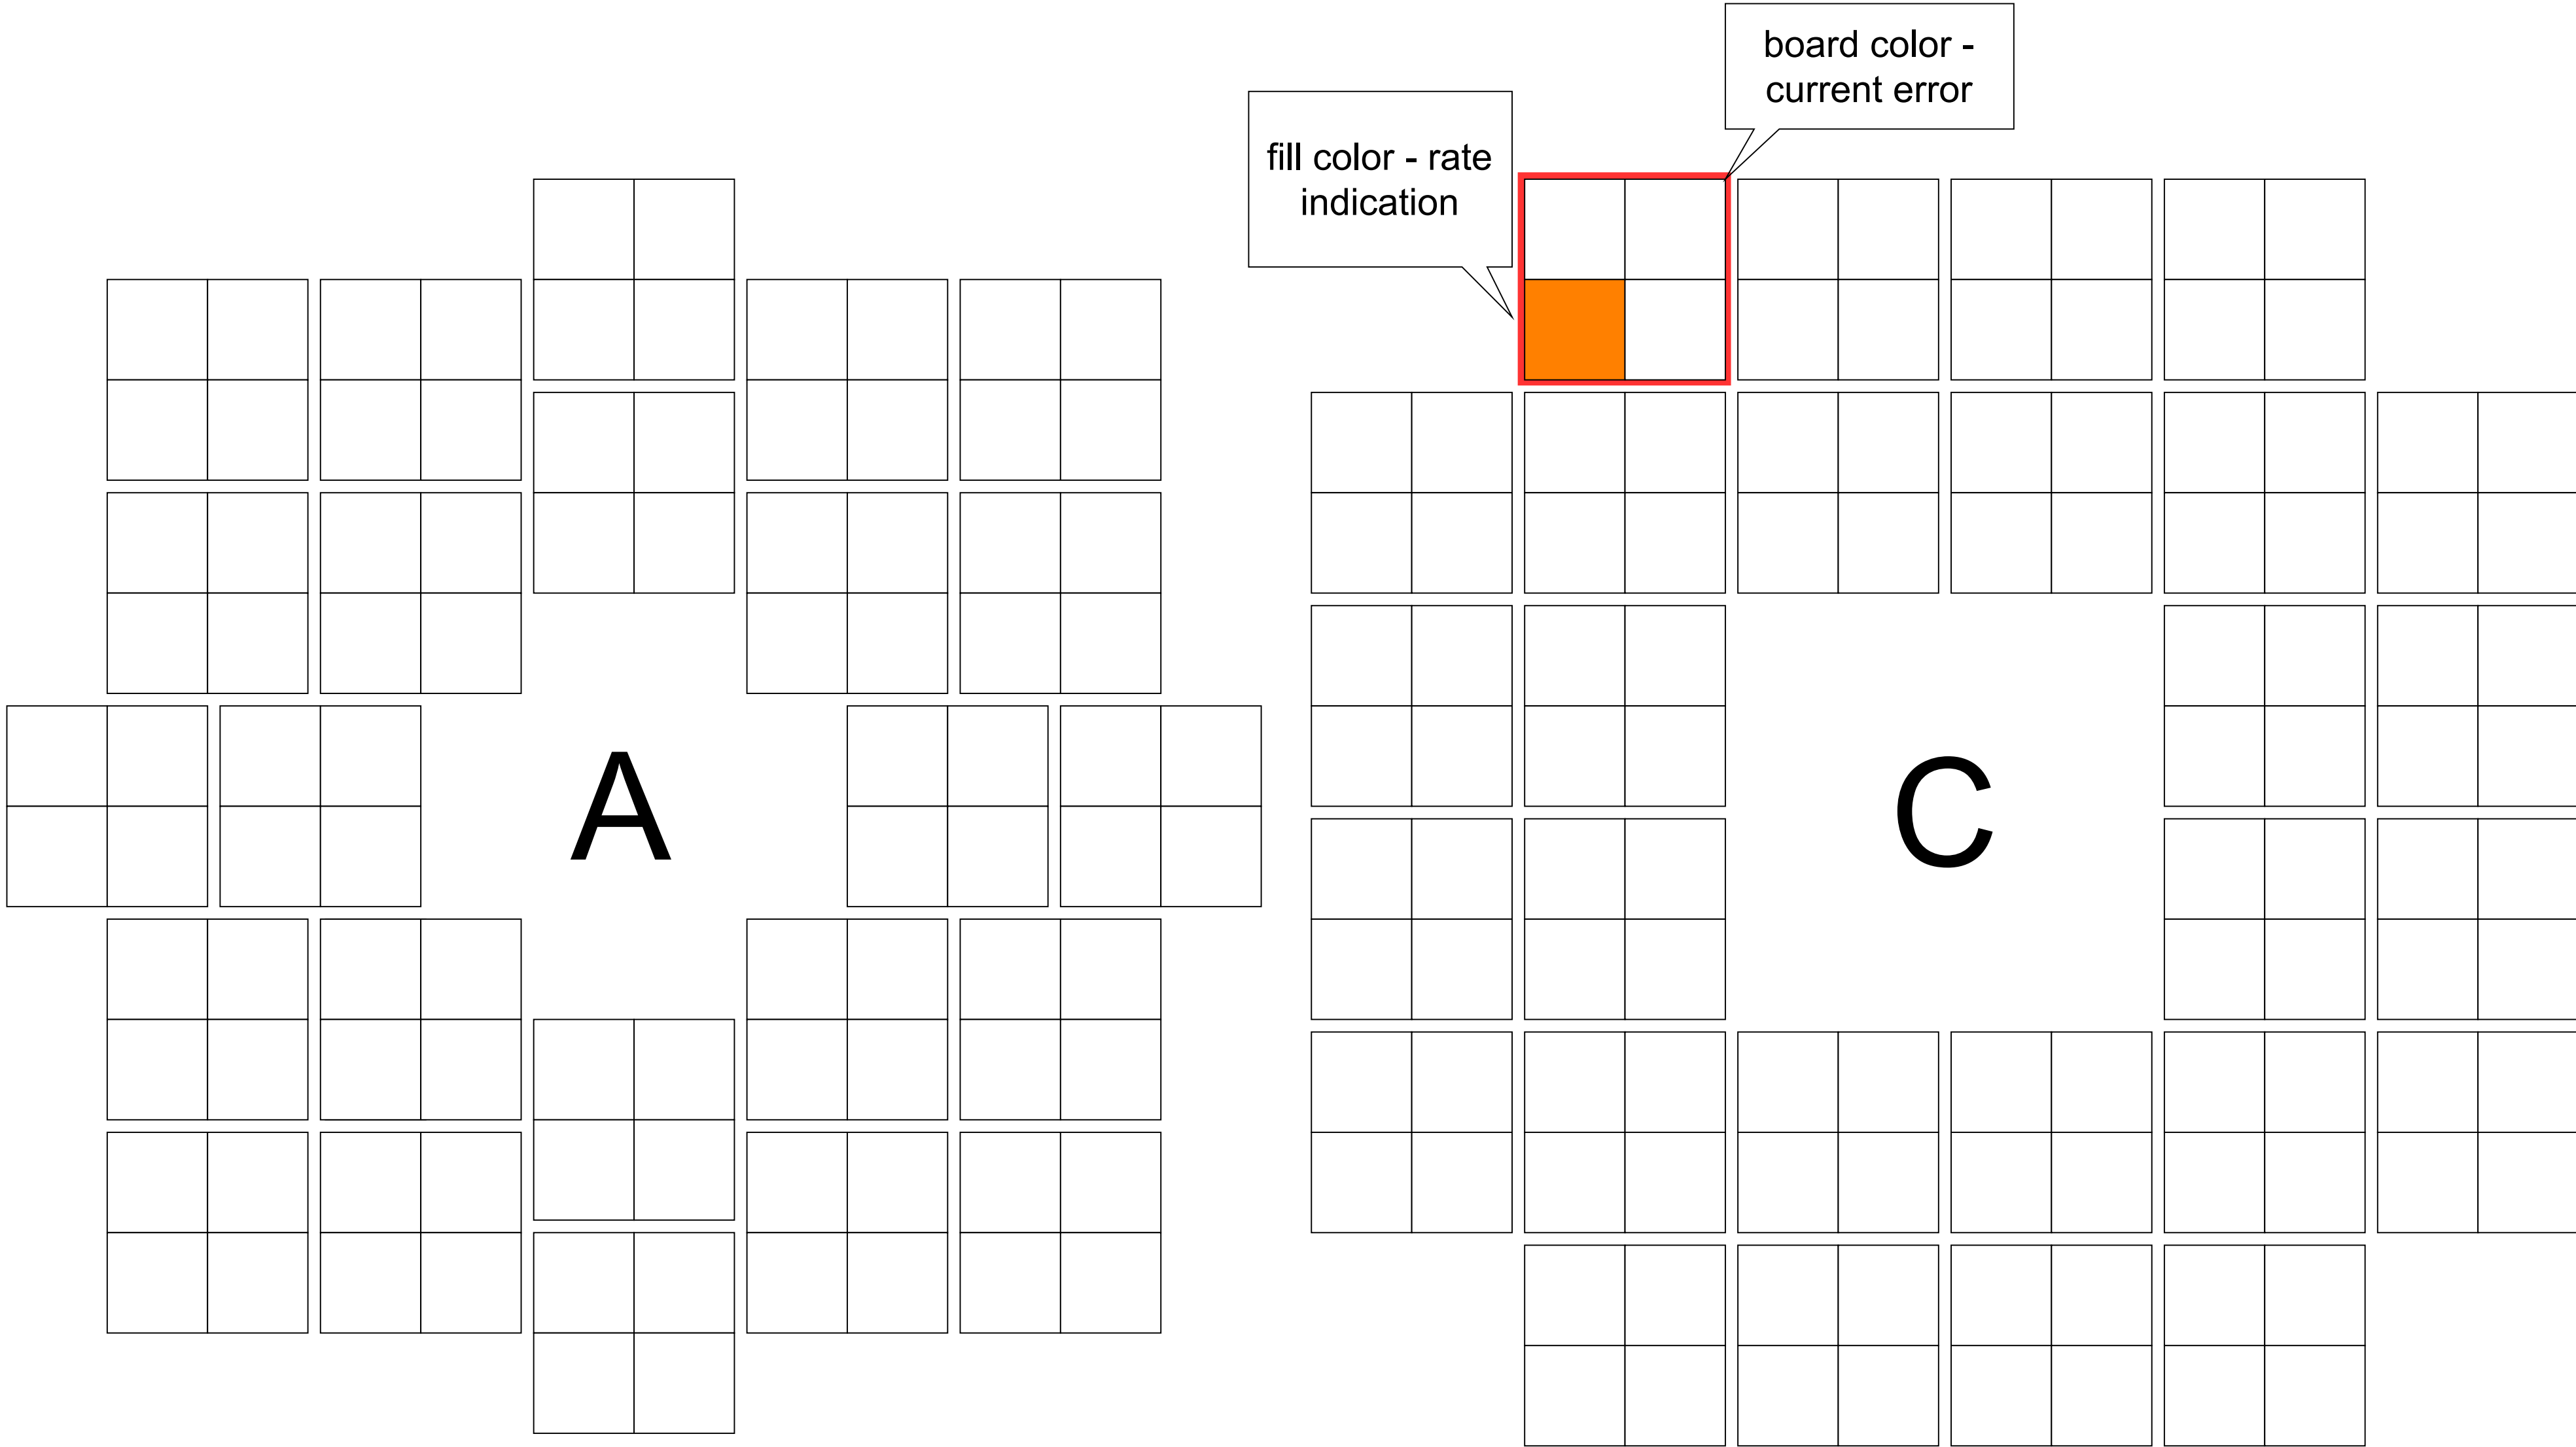 board color -
current error
fill color - rate
indication
A
C